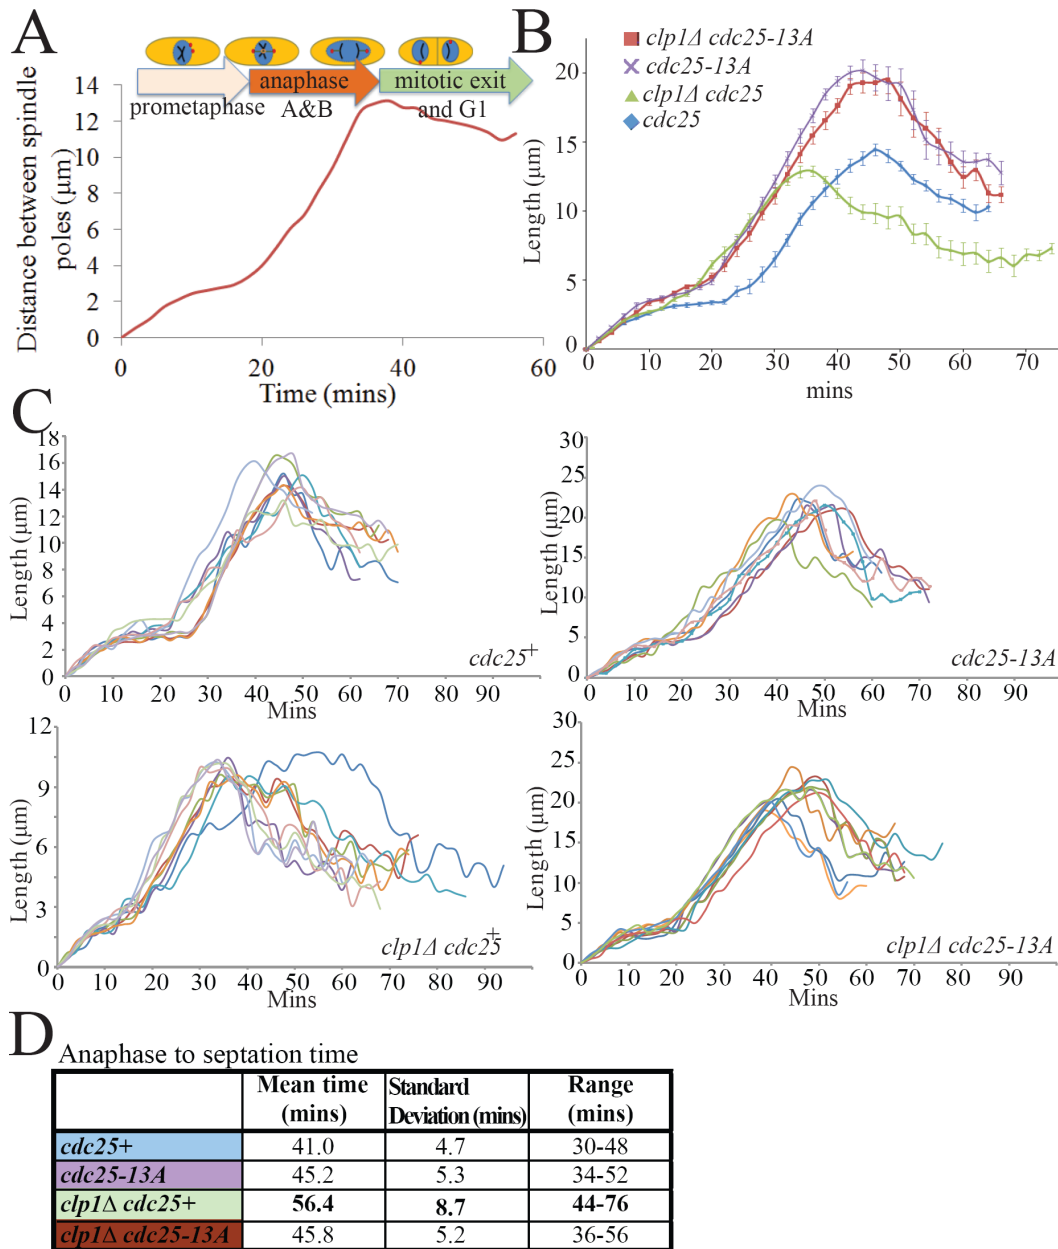 A
prometaphase
anaphase
A&B
mitotic exit
and G1
Distance between spindle
poles (μm)
14
12
10
8
6
4
2
0
0 20 40 60
Time (mins)
B
clp1Δ cdc25-13A
cdc25-13A
clp1Δ cdc25
cdc25
Length (μm)
20
15
10
5
0
10 20 30 40 50 60 70
mins
C
Length (μm)
18
16
14
12
10
8
6
4
2
0
0 10 20 30 40 50 60 70 80 90
Mins
cdc25+
Length (μm)
30
25
20
15
10
5
0
0 10 20 30 40 50 60 70 80 90
Mins
cdc25-13A
Length (μm)
12
9
6
3
0
0 10 20 30 40 50 60 70 80 90
Mins
clp1Δ cdc25+
Length (μm)
30
25
20
15
10
5
0
0 10 20 30 40 50 60 70 80 90
Mins
clp1Δ cdc25-13A
D
Anaphase to septation time
Mean time (mins) Standard Deviation (mins) Range (mins)
cdc25+ 41.0 4.7 30-48
cdc25-13A 45.2 5.3 34-52
clp1Δ cdc25+ 56.4 8.7 44-76
clp1Δ cdc25-13A 45.8 5.2 36-56